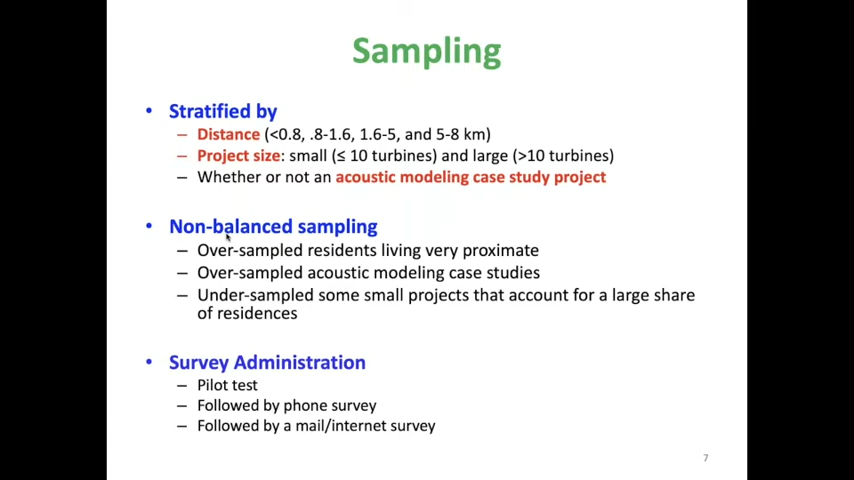 Sampling
• Stratified by
– Distance (<0.8, .8-1.6, 1.6-5, and 5-8 km)
– Project size: small (≤ 10 turbines) and large (>10 turbines)
– Whether or not an acoustic modeling case study project
• Non-balanced sampling
– Over-sampled residents living very proximate
– Over-sampled acoustic modeling case studies
– Under-sampled some small projects that account for a large share
of residences
• Survey Administration
– Pilot test
– Followed by phone survey
– Followed by a mail/internet survey
7